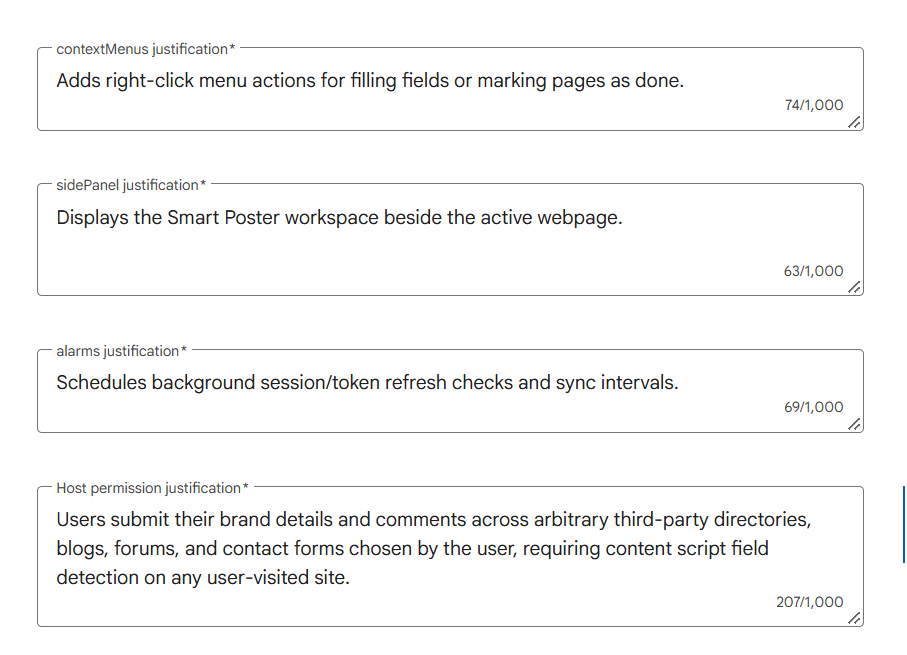 contextMenus justification*
Adds right-click menu actions for filling fields or marking pages as done.
74/1,000
sidePanel justification*
Displays the Smart Poster workspace beside the active webpage.
63/1,000
alarms justification*
Schedules background session/token refresh checks and sync intervals.
69/1,000
Host permission justification*
Users submit their brand details and comments across arbitrary third-party directories,
blogs, forums, and contact forms chosen by the user, requiring content script field
detection on any user-visited site.
207/1,000